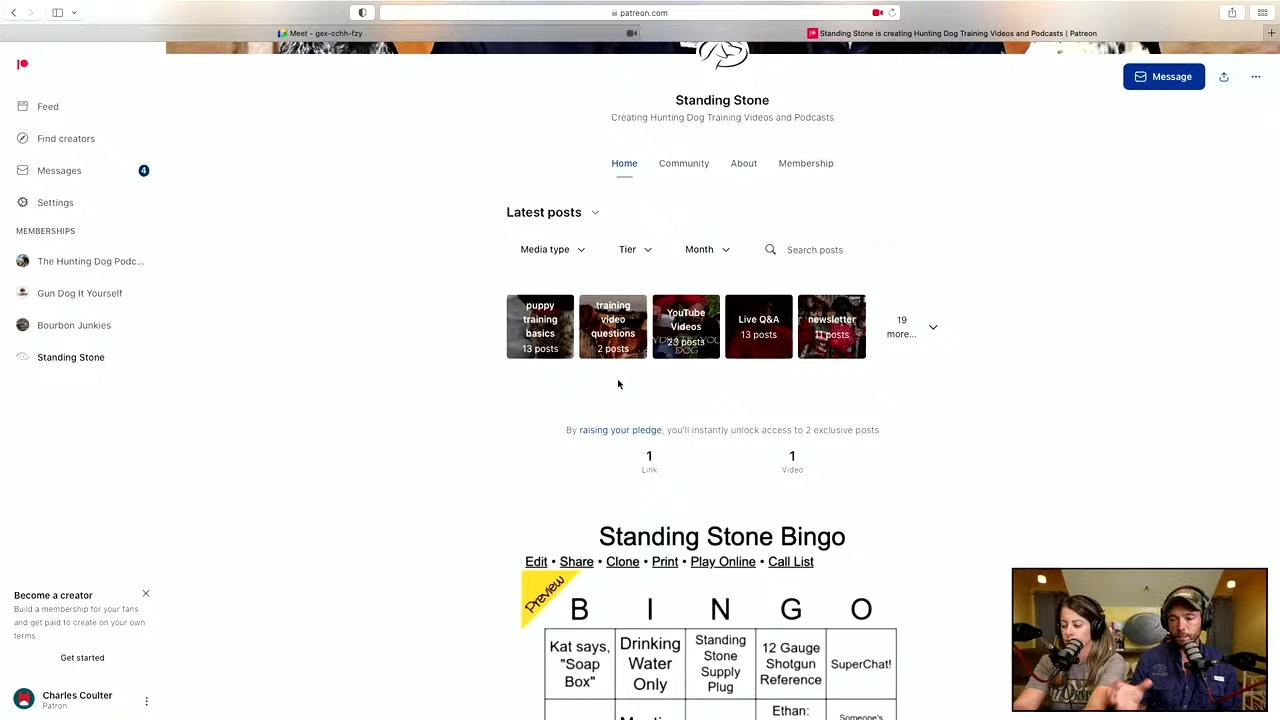 patreon.com
Meet - gex-cchh-fzy
Standing Stone is creating Hunting Dog Training Videos and Podcasts | Patreon
Message
Standing Stone
Creating Hunting Dog Training Videos and Podcasts
Feed
Find creators
Messages
4
Settings
MEMBERSHIPS
The Hunting Dog Podc...
Gun Dog It Yourself
Bourbon Junkies
Standing Stone
Home
Community
About
Membership
Latest posts
Media type
Tier
Month
Search posts
puppy
training
basics
13 posts
training
video
questions
2 posts
YouTube
Videos
23 posts
DOG
Live Q&A
13 posts
newsletter
11 posts
19
more...
By raising your pledge, you'll instantly unlock access to 2 exclusive posts
1
Link
1
Video
Standing Stone Bingo
Edit • Share • Clone • Print • Play Online • Call List
Preview
B I N G O
Kat says,
"Soap
Box"
Drinking
Water
Only
Standing
Stone
Supply
Plug
12 Gauge
Shotgun
Reference
SuperChat!
Ethan:
Someone's
Become a creator
Build a membership for your fans
and get paid to create on your own
terms.
Get started
Charles Coulter
Patron